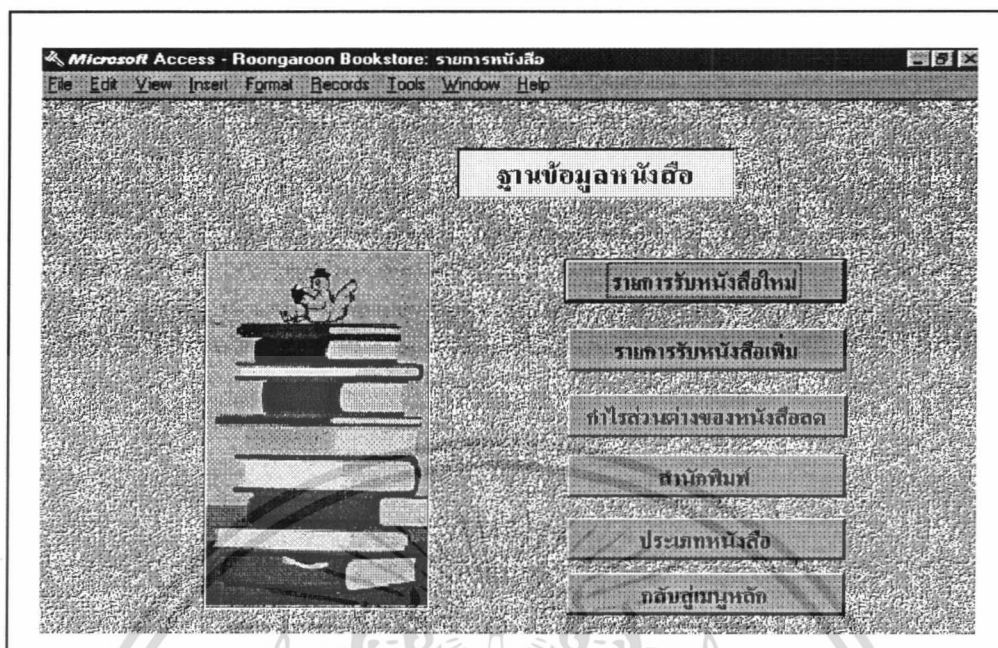 Microsoft Access - Roongaroon Bookstore: รายการหนังสือ
File Edit View Insert Format Records Tools Window Help
ฐานข้อมูลหนังสือ
รายการรับหนังสือใหม่
รายการรับหนังสือเพิ่ม
กำไรส่วนต่างของหนังสือลด
สำนักพิมพ์
ประเภทหนังสือ
กลับสู่เมนูหลัก